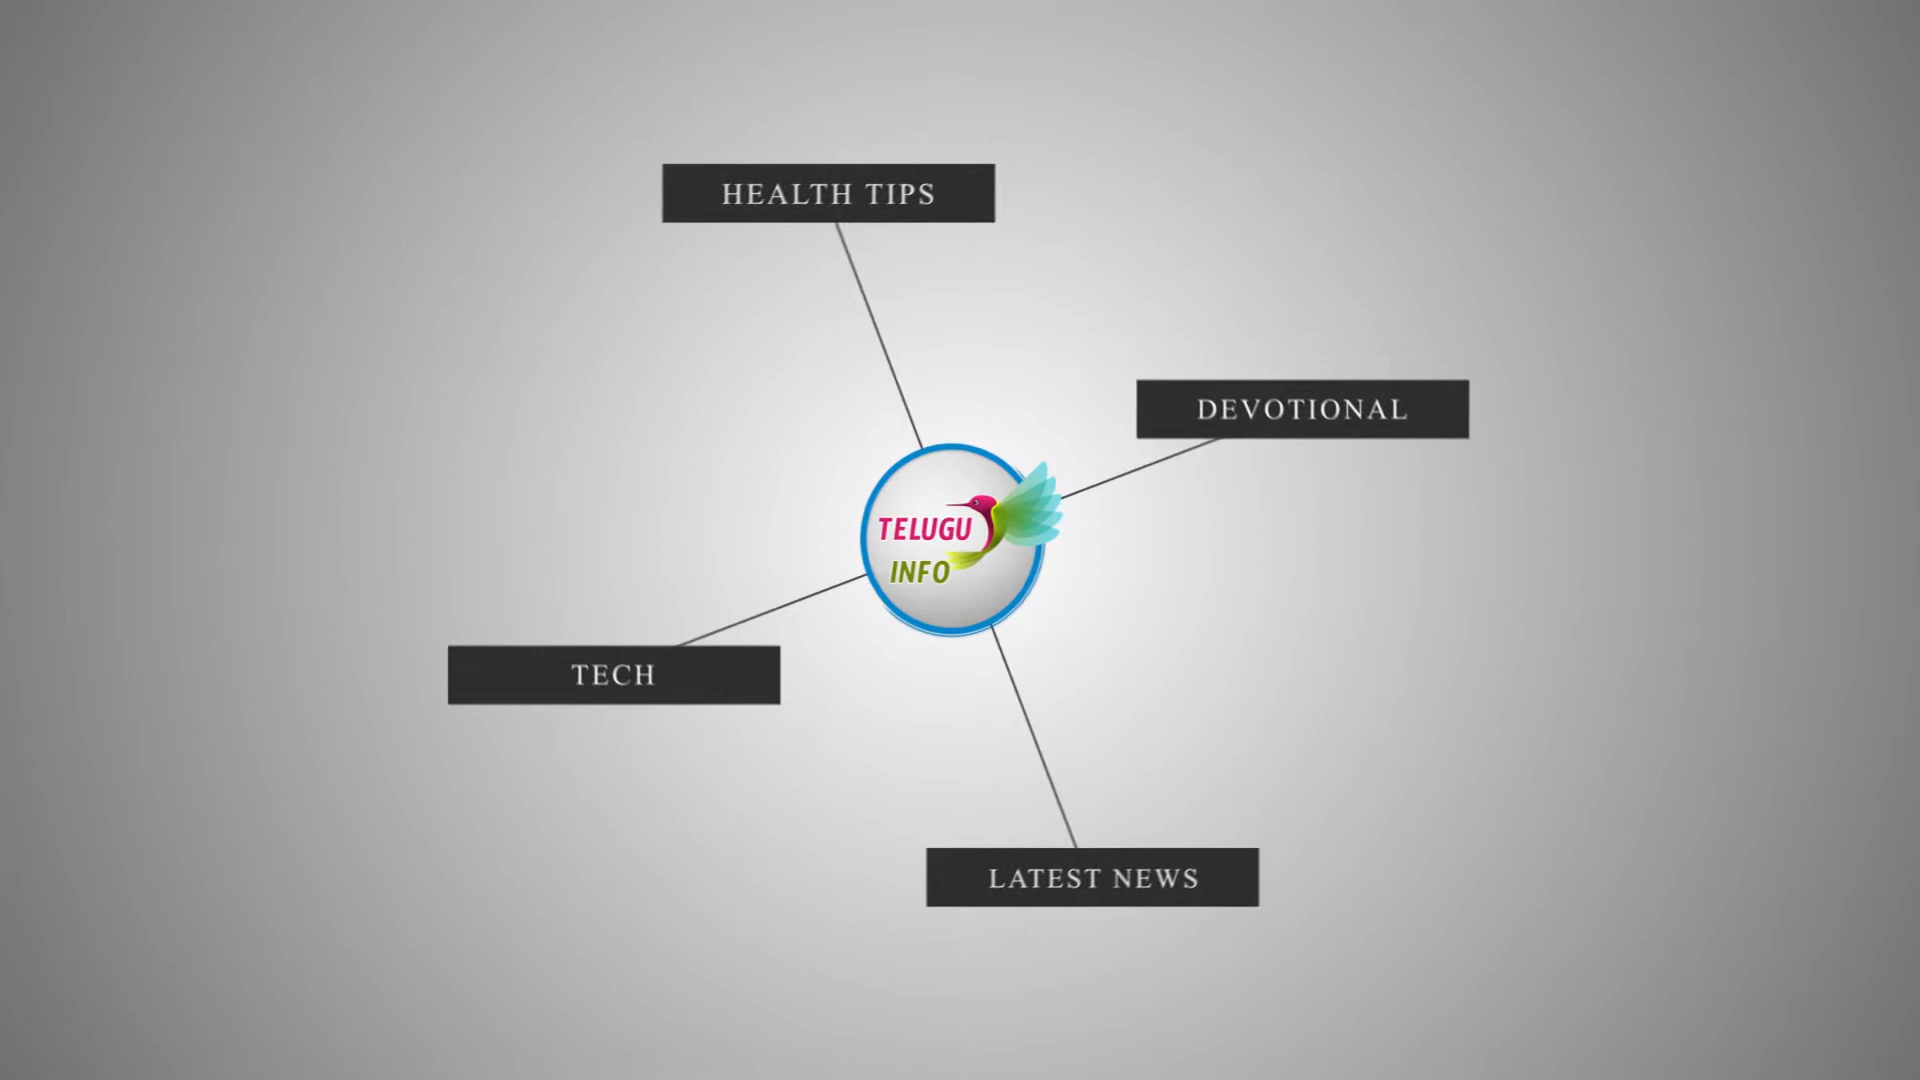 HEALTH TIPS
DEVOTIONAL
TELUGU
INFO
TECH
LATEST NEWS